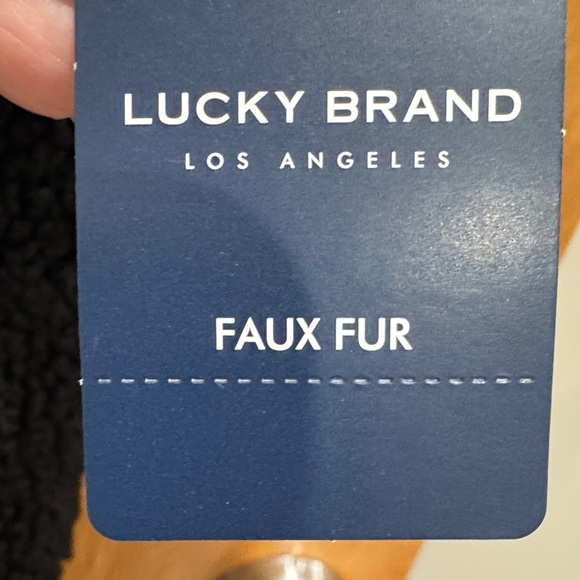 LUCKY BRAND
LOS ANGELES
FAUX FUR